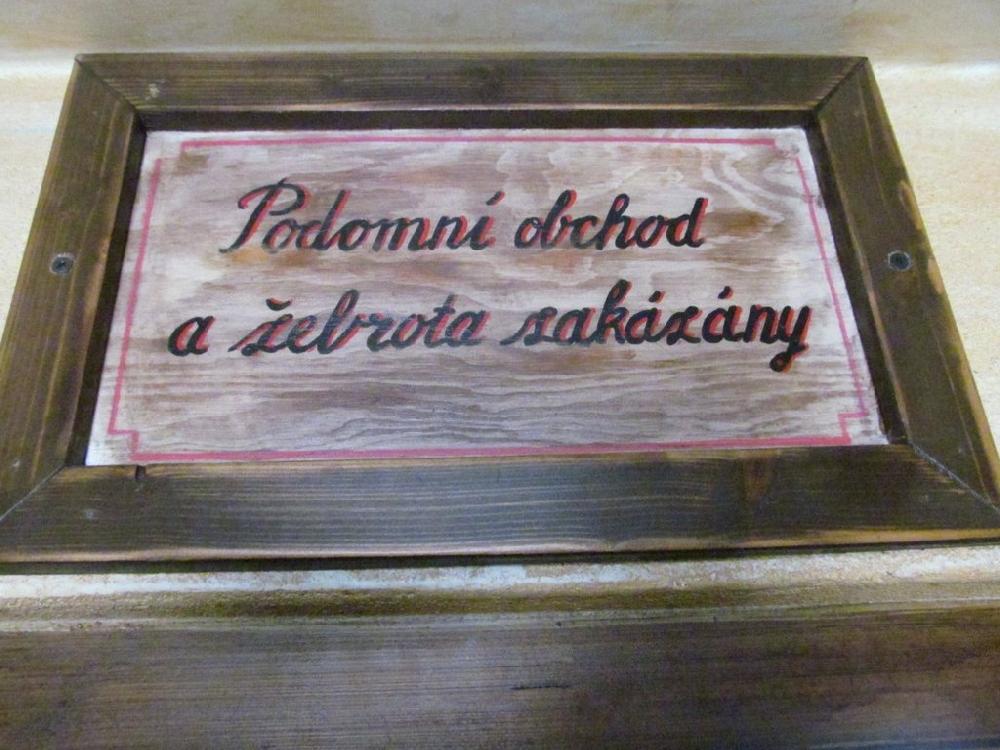 Podomní obchod
a žebrota zakázány